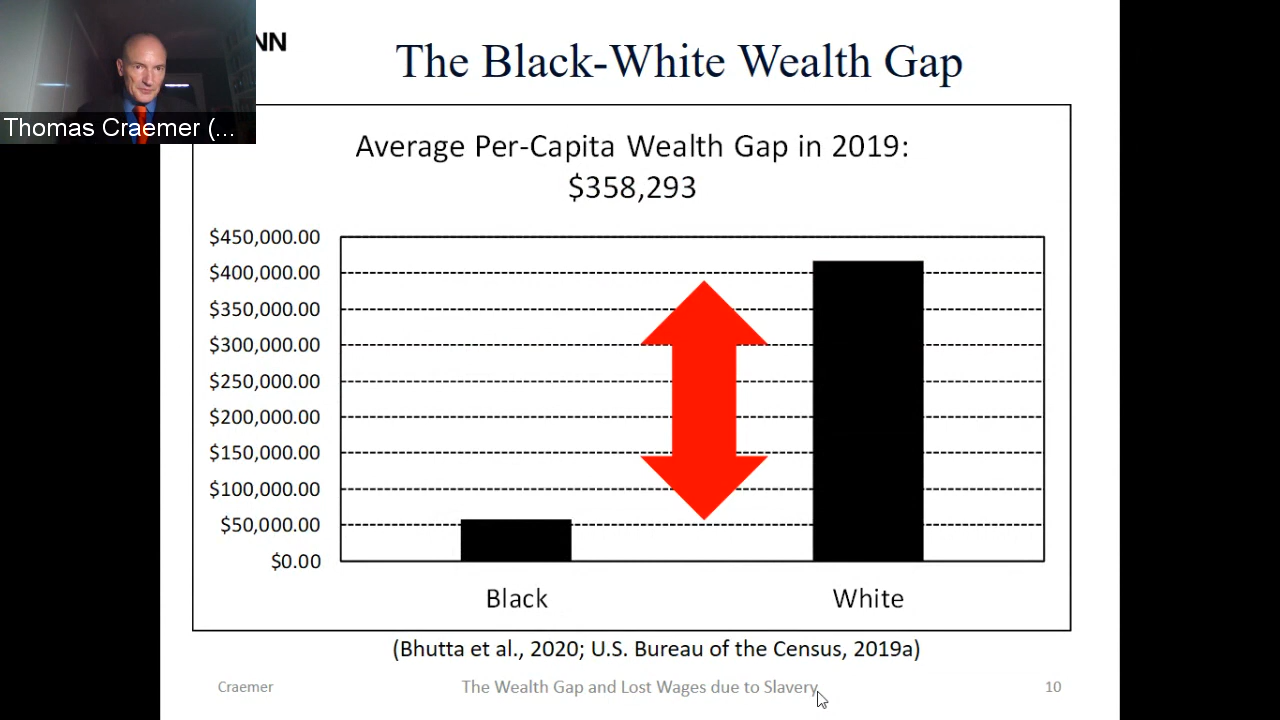 NN
The Black-White Wealth Gap
Thomas Craemer (...
Average Per-Capita Wealth Gap in 2019:
$358,293
$450,000.00
$400,000.00
$350,000.00
$300,000.00
$250,000.00
$200,000.00
$150,000.00
$100,000.00
$50,000.00
$0.00
Black
White
(Bhutta et al., 2020; U.S. Bureau of the Census, 2019a)
Craemer
The Wealth Gap and Lost Wages due to Slavery
10